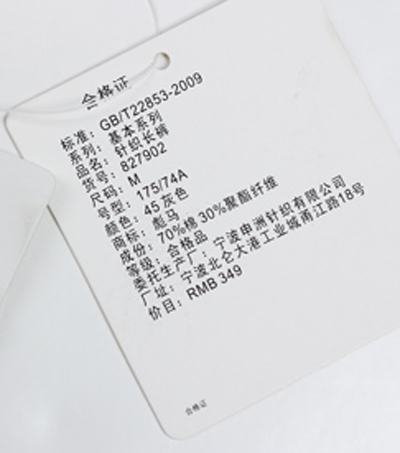 合格证
标准：GB/T22853-2009
系列：基本系列
品名：针织长裤
货号：827902
尺码：M
号型：175/74A
颜色：45 灰色
商标：彪马
成份：70%棉 30%聚酯纤维
等级：合格品
委托生产厂：宁波申洲针织有限公司
厂址：宁波北仑大港工业城甬江路18号
价目：RMB 349
合格证